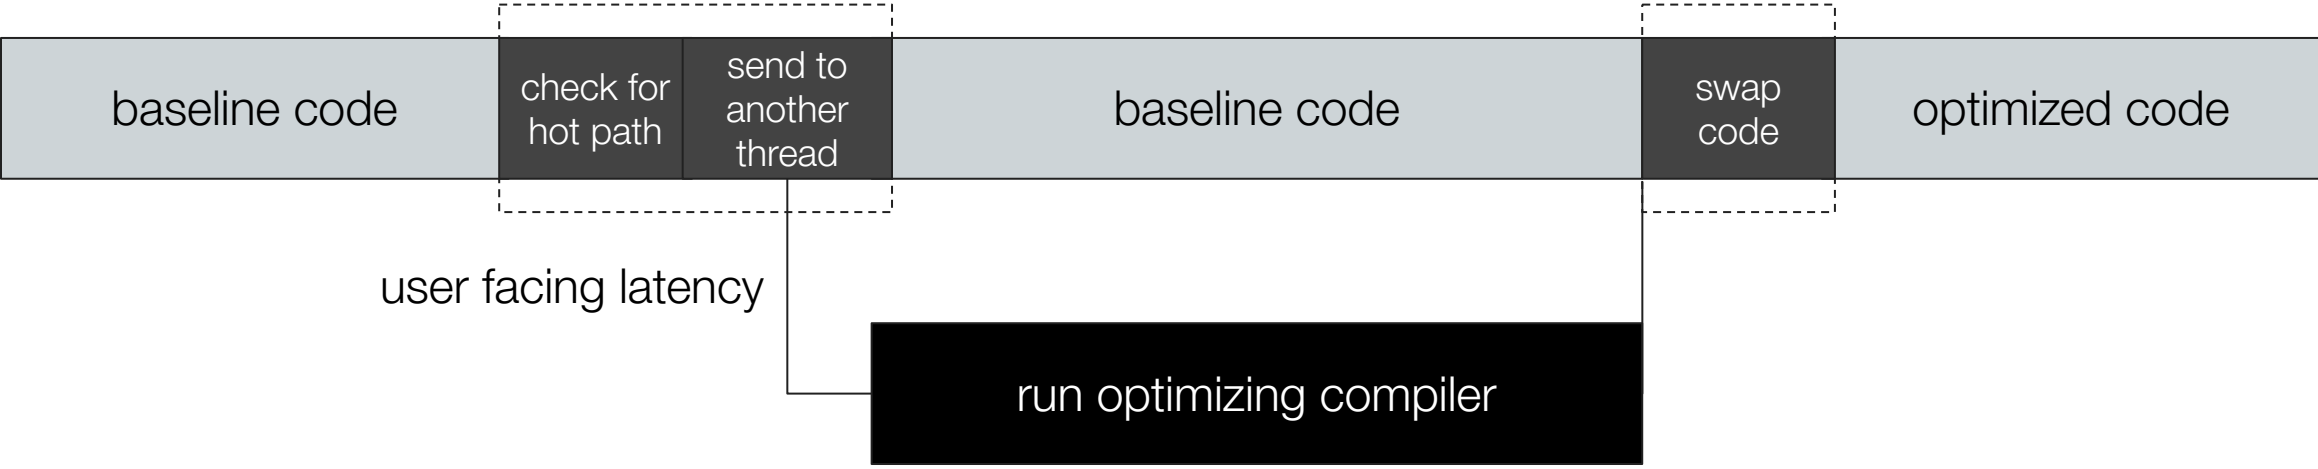 baseline code
check for
hot path
send to
another
thread
baseline code
swap
code
optimized code
user facing latency
run optimizing compiler